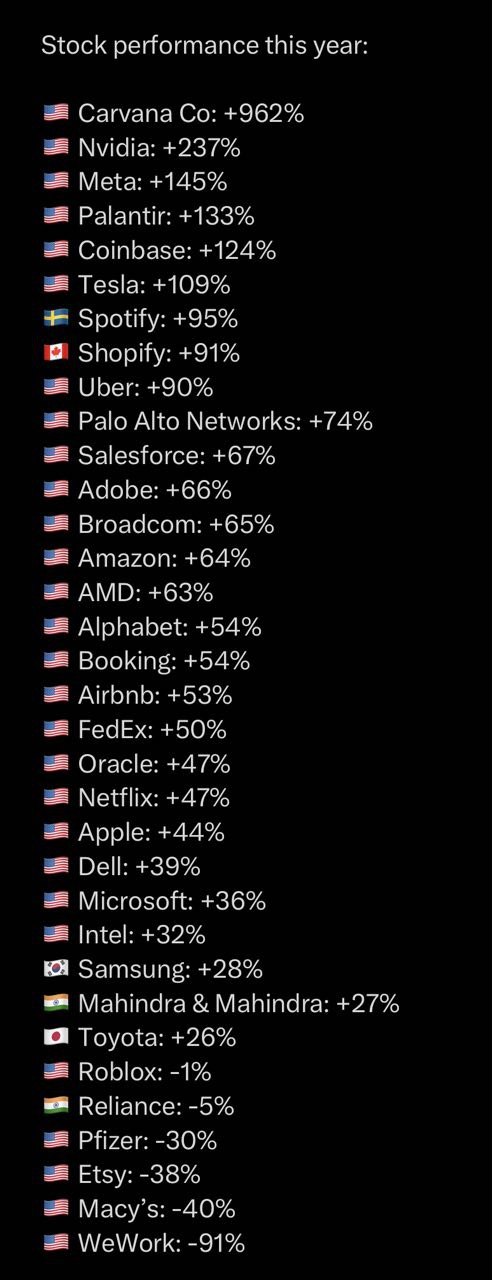 Stock performance this year:
🇺🇸 Carvana Co: +962%
🇺🇸 Nvidia: +237%
🇺🇸 Meta: +145%
🇺🇸 Palantir: +133%
🇺🇸 Coinbase: +124%
🇺🇸 Tesla: +109%
🇸🇪 Spotify: +95%
🇨🇦 Shopify: +91%
🇺🇸 Uber: +90%
🇺🇸 Palo Alto Networks: +74%
🇺🇸 Salesforce: +67%
🇺🇸 Adobe: +66%
🇺🇸 Broadcom: +65%
🇺🇸 Amazon: +64%
🇺🇸 AMD: +63%
🇺🇸 Alphabet: +54%
🇺🇸 Booking: +54%
🇺🇸 Airbnb: +53%
🇺🇸 FedEx: +50%
🇺🇸 Oracle: +47%
🇺🇸 Netflix: +47%
🇺🇸 Apple: +44%
🇺🇸 Dell: +39%
🇺🇸 Microsoft: +36%
🇺🇸 Intel: +32%
🇰🇷 Samsung: +28%
🇮🇳 Mahindra & Mahindra: +27%
🇯🇵 Toyota: +26%
🇺🇸 Roblox: -1%
🇮🇳 Reliance: -5%
🇺🇸 Pfizer: -30%
🇺🇸 Etsy: -38%
🇺🇸 Macy’s: -40%
🇺🇸 WeWork: -91%